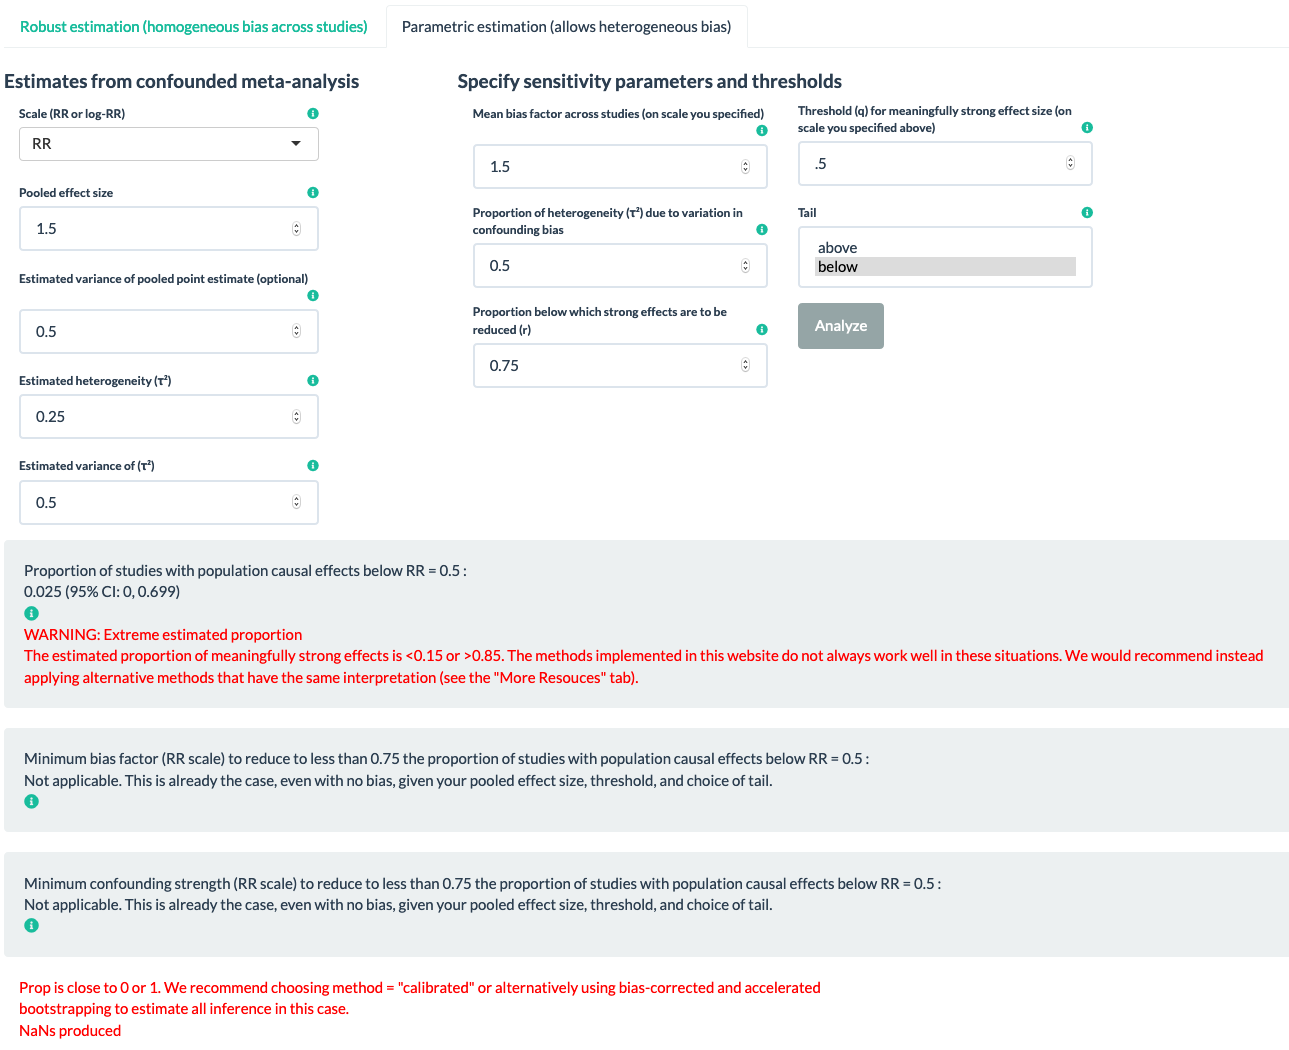 Robust estimation (homogeneous bias across studies)
Parametric estimation (allows heterogeneous bias)
Estimates from confounded meta-analysis
Scale (RR or log-RR)
RR
Pooled effect size
1.5
Estimated variance of pooled point estimate (optional)
0.5
Estimated heterogeneity (τ²)
0.25
Estimated variance of (τ²)
0.5
Specify sensitivity parameters and thresholds
Mean bias factor across studies (on scale you specified)
1.5
Proportion of heterogeneity (τ²) due to variation in
confounding bias
0.5
Proportion below which strong effects are to be
reduced (r)
0.75
Threshold (q) for meaningfully strong effect size (on
scale you specified above)
.5
Tail
above
below
Analyze
Proportion of studies with population causal effects below RR = 0.5 :
0.025 (95% CI: 0, 0.699)
WARNING: Extreme estimated proportion
The estimated proportion of meaningfully strong effects is <0.15 or >0.85. The methods implemented in this website do not always work well in these situations. We would recommend instead
applying alternative methods that have the same interpretation (see the "More Resouces" tab).
Minimum bias factor (RR scale) to reduce to less than 0.75 the proportion of studies with population causal effects below RR = 0.5 :
Not applicable. This is already the case, even with no bias, given your pooled effect size, threshold, and choice of tail.
Minimum confounding strength (RR scale) to reduce to less than 0.75 the proportion of studies with population causal effects below RR = 0.5 :
Not applicable. This is already the case, even with no bias, given your pooled effect size, threshold, and choice of tail.
Prop is close to 0 or 1. We recommend choosing method = "calibrated" or alternatively using bias-corrected and accelerated
bootstrapping to estimate all inference in this case.
NaNs produced